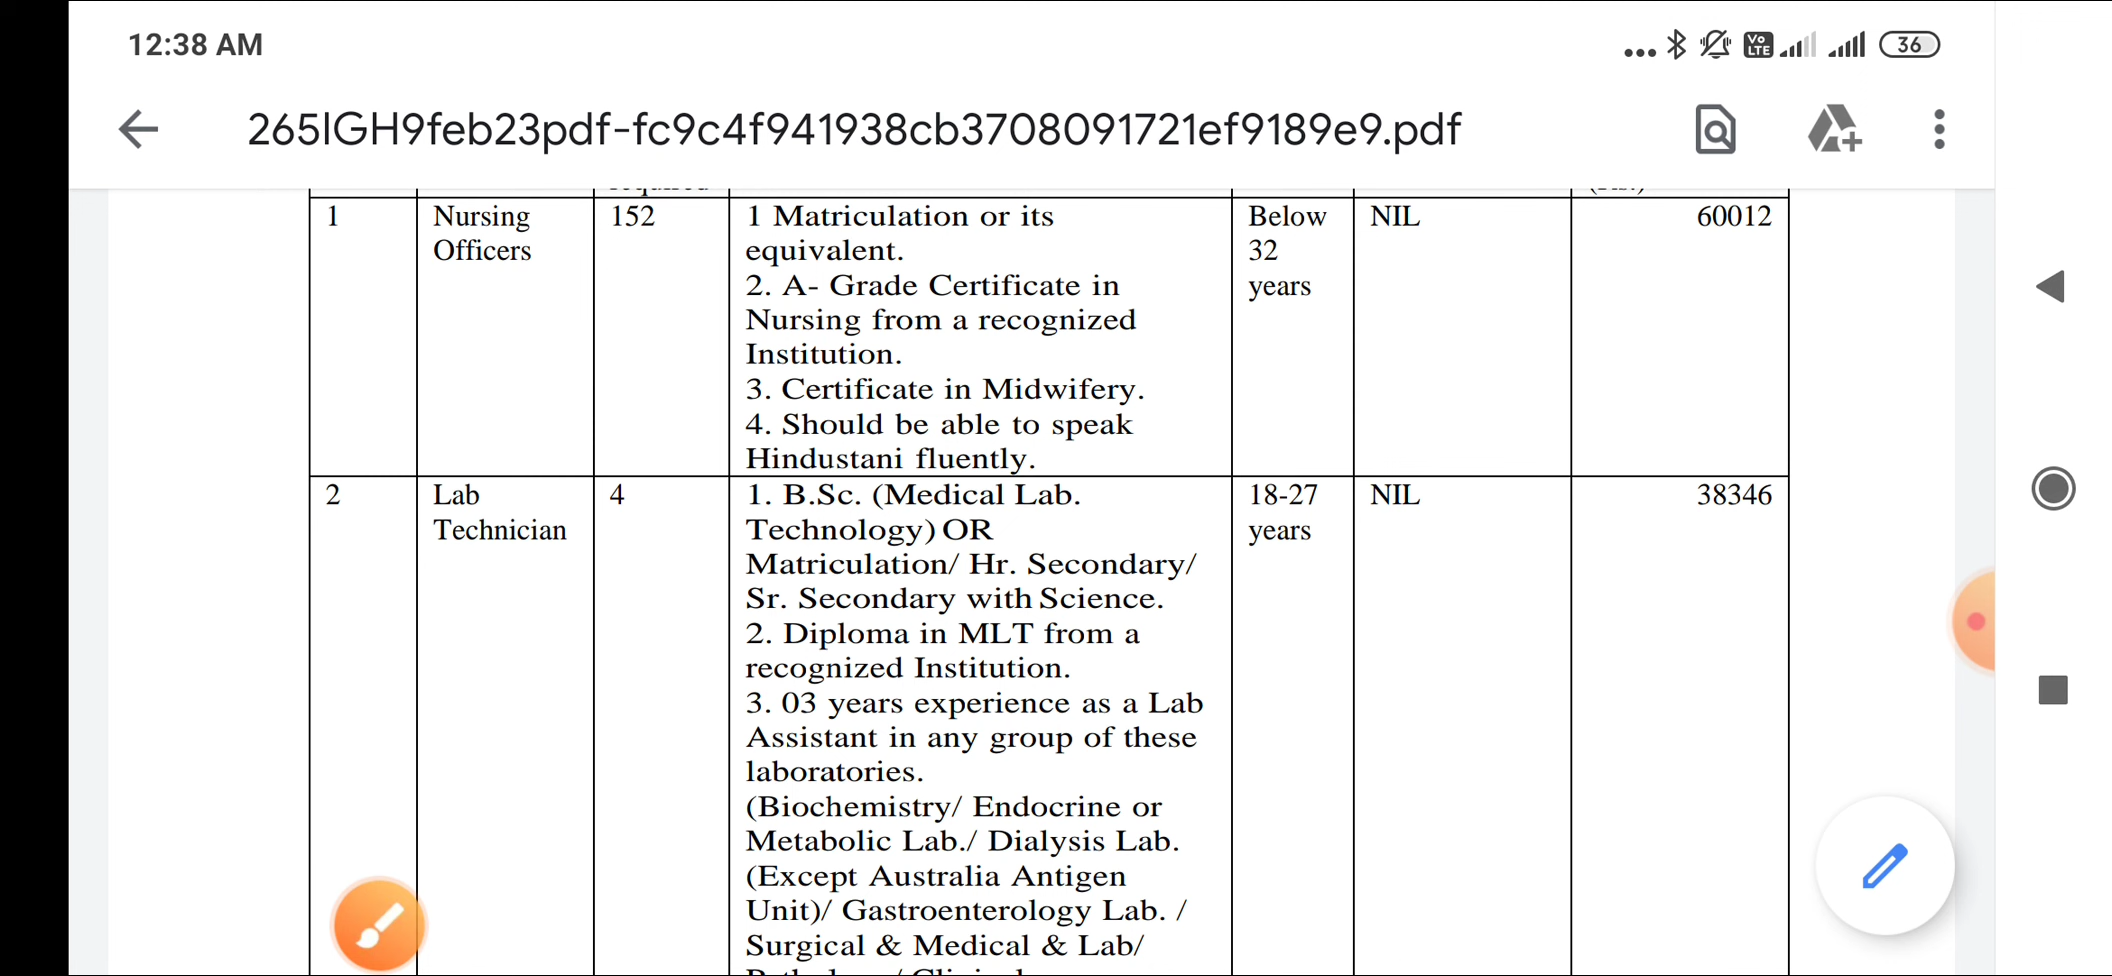 12:38 AM
... Vo LTE 36
265IGH9feb23pdf-fc9c4f941938cb3708091721ef9189e9.pdf
1 Nursing 152 1 Matriculation or its Below NIL 60012
Officers equivalent. 32
2. A- Grade Certificate in years
Nursing from a recognized
Institution.
3. Certificate in Midwifery.
4. Should be able to speak
Hindustani fluently.
2 Lab 4 1. B.Sc. (Medical Lab. 18-27 NIL 38346
Technician Technology) OR years
Matriculation/ Hr. Secondary/
Sr. Secondary with Science.
2. Diploma in MLT from a
recognized Institution.
3. 03 years experience as a Lab
Assistant in any group of these
laboratories.
(Biochemistry/ Endocrine or
Metabolic Lab./ Dialysis Lab.
(Except Australia Antigen
Unit)/ Gastroenterology Lab. /
Surgical & Medical & Lab/